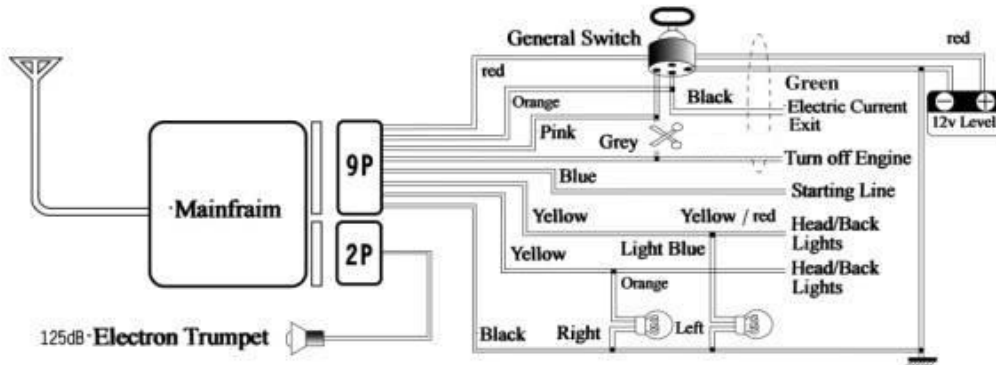 General Switch
red
red
Green
Orange
Black
Electric Current
Exit
12v Level
Pink
Grey
Turn off Engine
9P
Blue
Starting Line
Mainfraim
Yellow
Yellow / red
Head/Back
Lights
Light Blue
Yellow
Head/Back
Lights
2P
Orange
125dB Electron Trumpet
Black
Right
Left